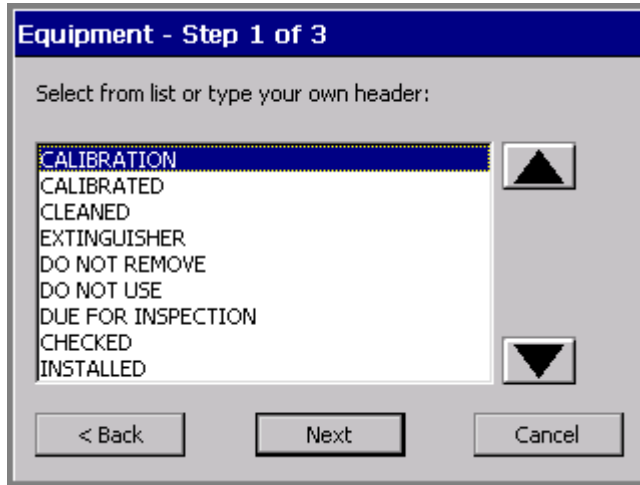 Equipment - Step 1 of 3
Select from list or type your own header:
CALIBRATION
CALIBRATED
CLEANED
EXTINGUISHER
DO NOT REMOVE
DO NOT USE
DUE FOR INSPECTION
CHECKED
INSTALLED
< Back Next Cancel